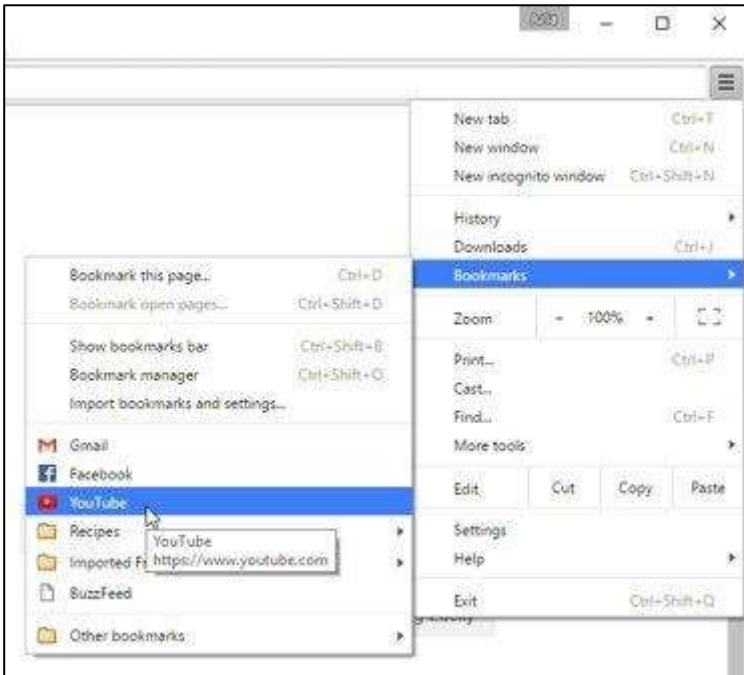 New tab Ctrl+T
New window Ctrl+N
New incognito window Ctrl+Shift+N
History
Downloads Ctrl+J
Bookmarks
Zoom - 100% +
Print... Ctrl+P
Cast...
Find... Ctrl+F
More tools
Edit Cut Copy Paste
Settings
Help
Exit Ctrl+Shift+Q
Bookmark this page... Ctrl+D
Bookmark open pages... Ctrl+Shift+D
Show bookmarks bar Ctrl+Shift+B
Bookmark manager Ctrl+Shift+O
Import bookmarks and settings...
Gmail
Facebook
YouTube
Recipes
Imported
YouTube
https://www.youtube.com
BuzzFeed
Other bookmarks